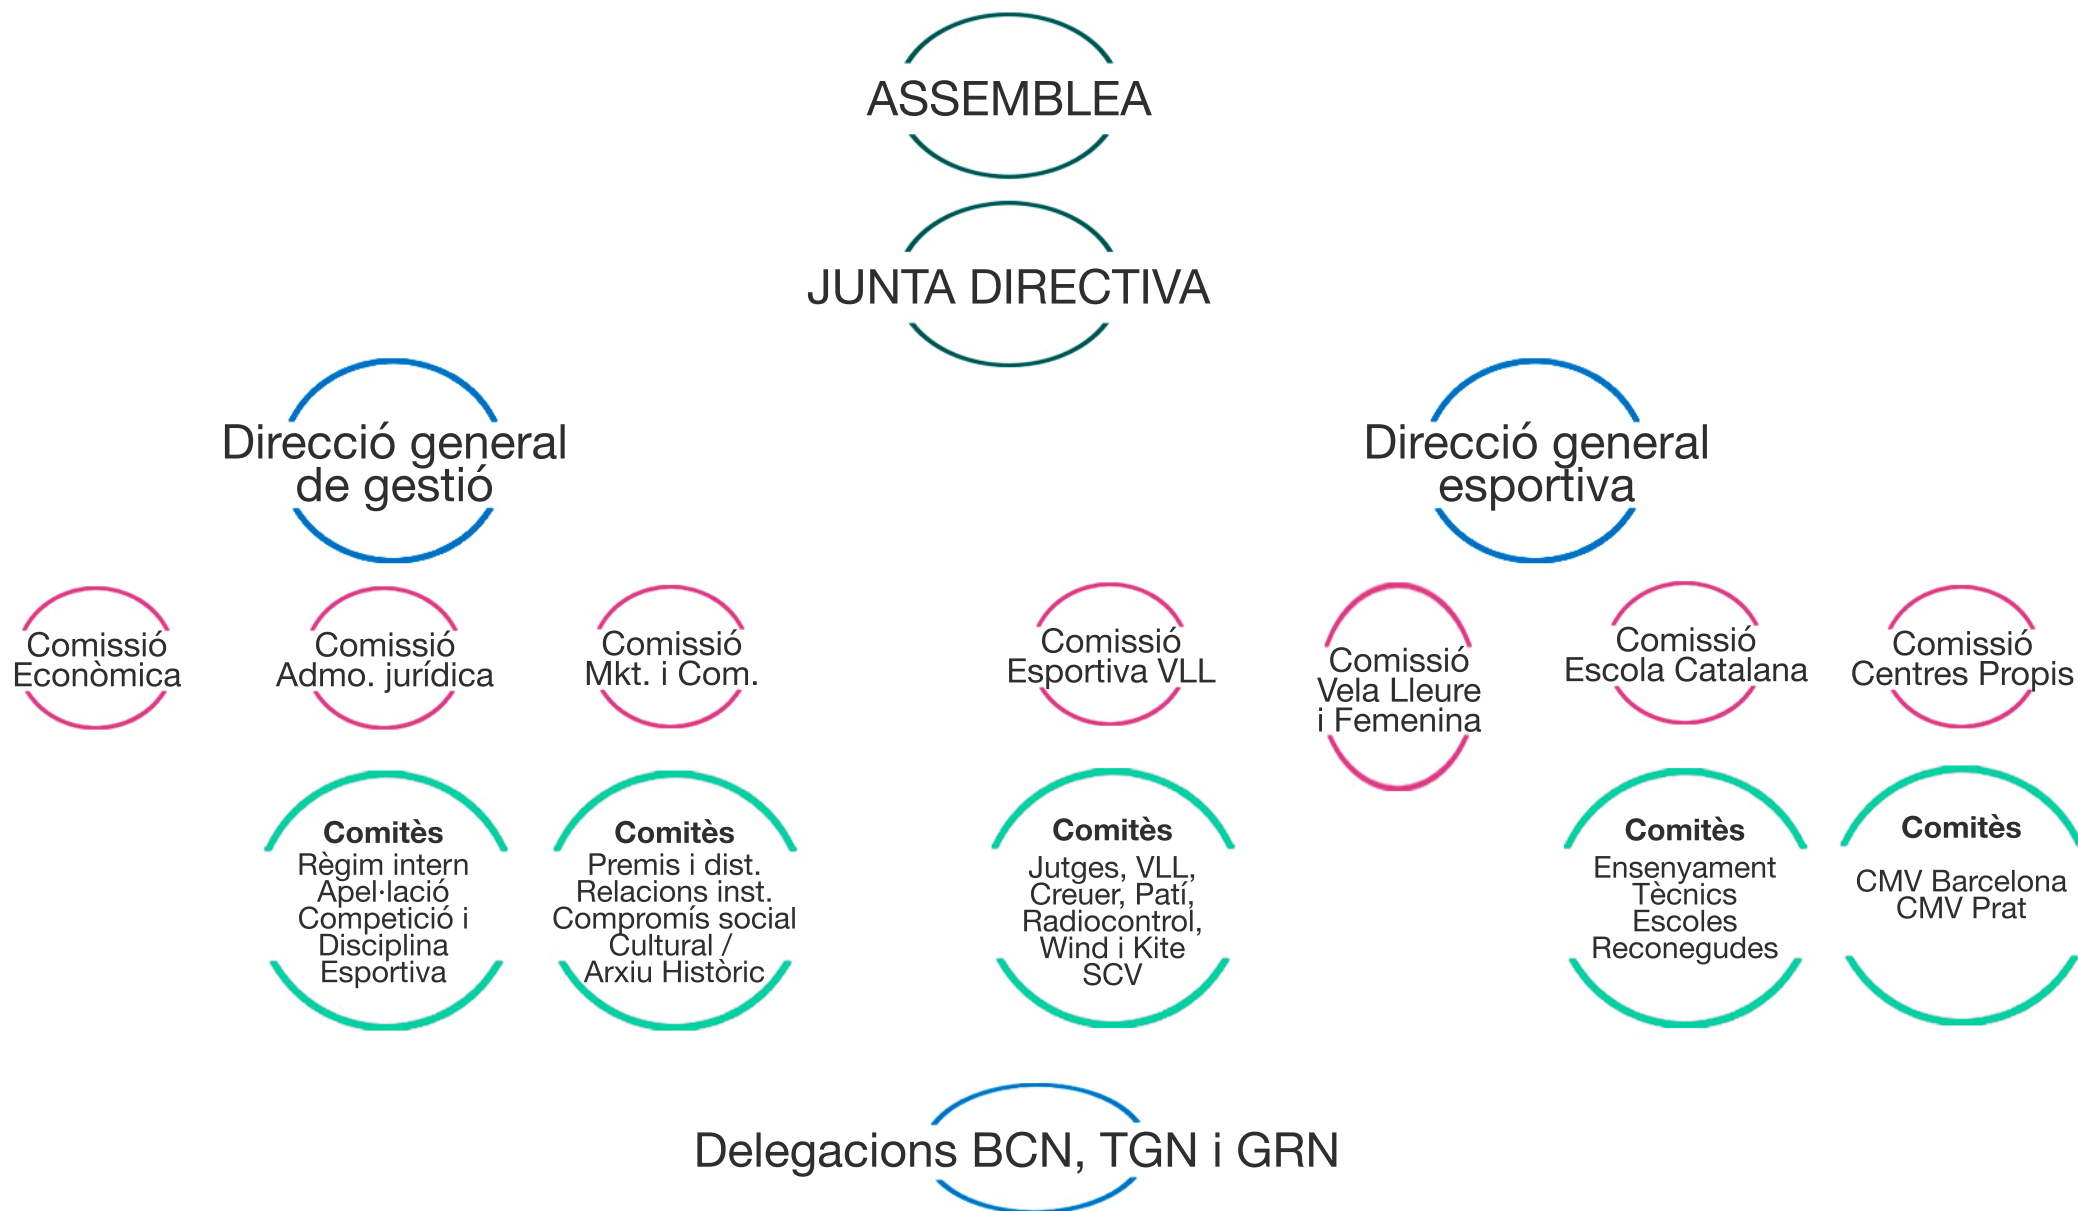 ASSEMBLEA
JUNTA DIRECTIVA
Direcció general
de gestió
Direcció general
esportiva
Comissió
Econòmica
Comissió
Admo. jurídica
Comissió
Mkt. i Com.
Comissió
Esportiva VLL
Comissió
Vela Lleure
i Femenina
Comissió
Escola Catalana
Comissió
Centres Propis
Comitès
Règim intern
Apel·lació
Competició i
Disciplina
Esportiva
Comitès
Premis i dist.
Relacions inst.
Compromís social
Cultural /
Arxiu Històric
Comitès
Jutges, VLL,
Creuer, Patí,
Radiocontrol,
Wind i Kite
SCV
Comitès
Ensenyament
Tècnics
Escoles
Reconegudes
Comitès
CMV Barcelona
CMV Prat
Delegacions BCN, TGN i GRN